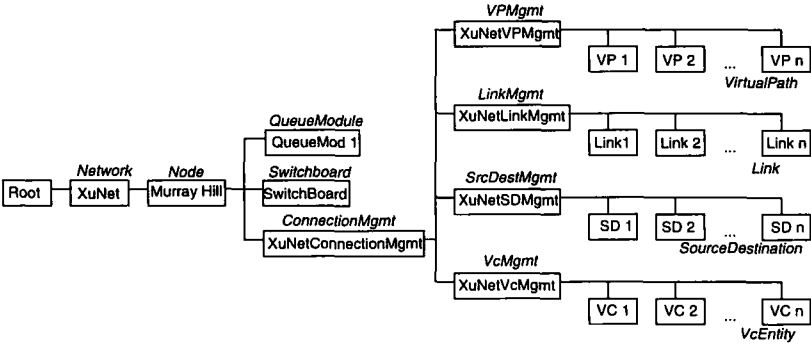 VPMgmt
XuNetVPMgmt
VP 1 VP 2 ... VP n
VirtualPath
LinkMgmt
XuNetLinkMgmt
Link1 Link 2 ... Link n
Link
QueueModule
QueueMod 1
Network Node Switchboard
Root XuNet Murray Hill SwitchBoard
SrcDestMgmt
XuNetSDMgmt
SD 1 SD 2 ... SD n
SourceDestination
ConnectionMgmt
XuNetConnectionMgmt
VcMgmt
XuNetVcMgmt
VC 1 VC 2 ... VC n
VcEntity